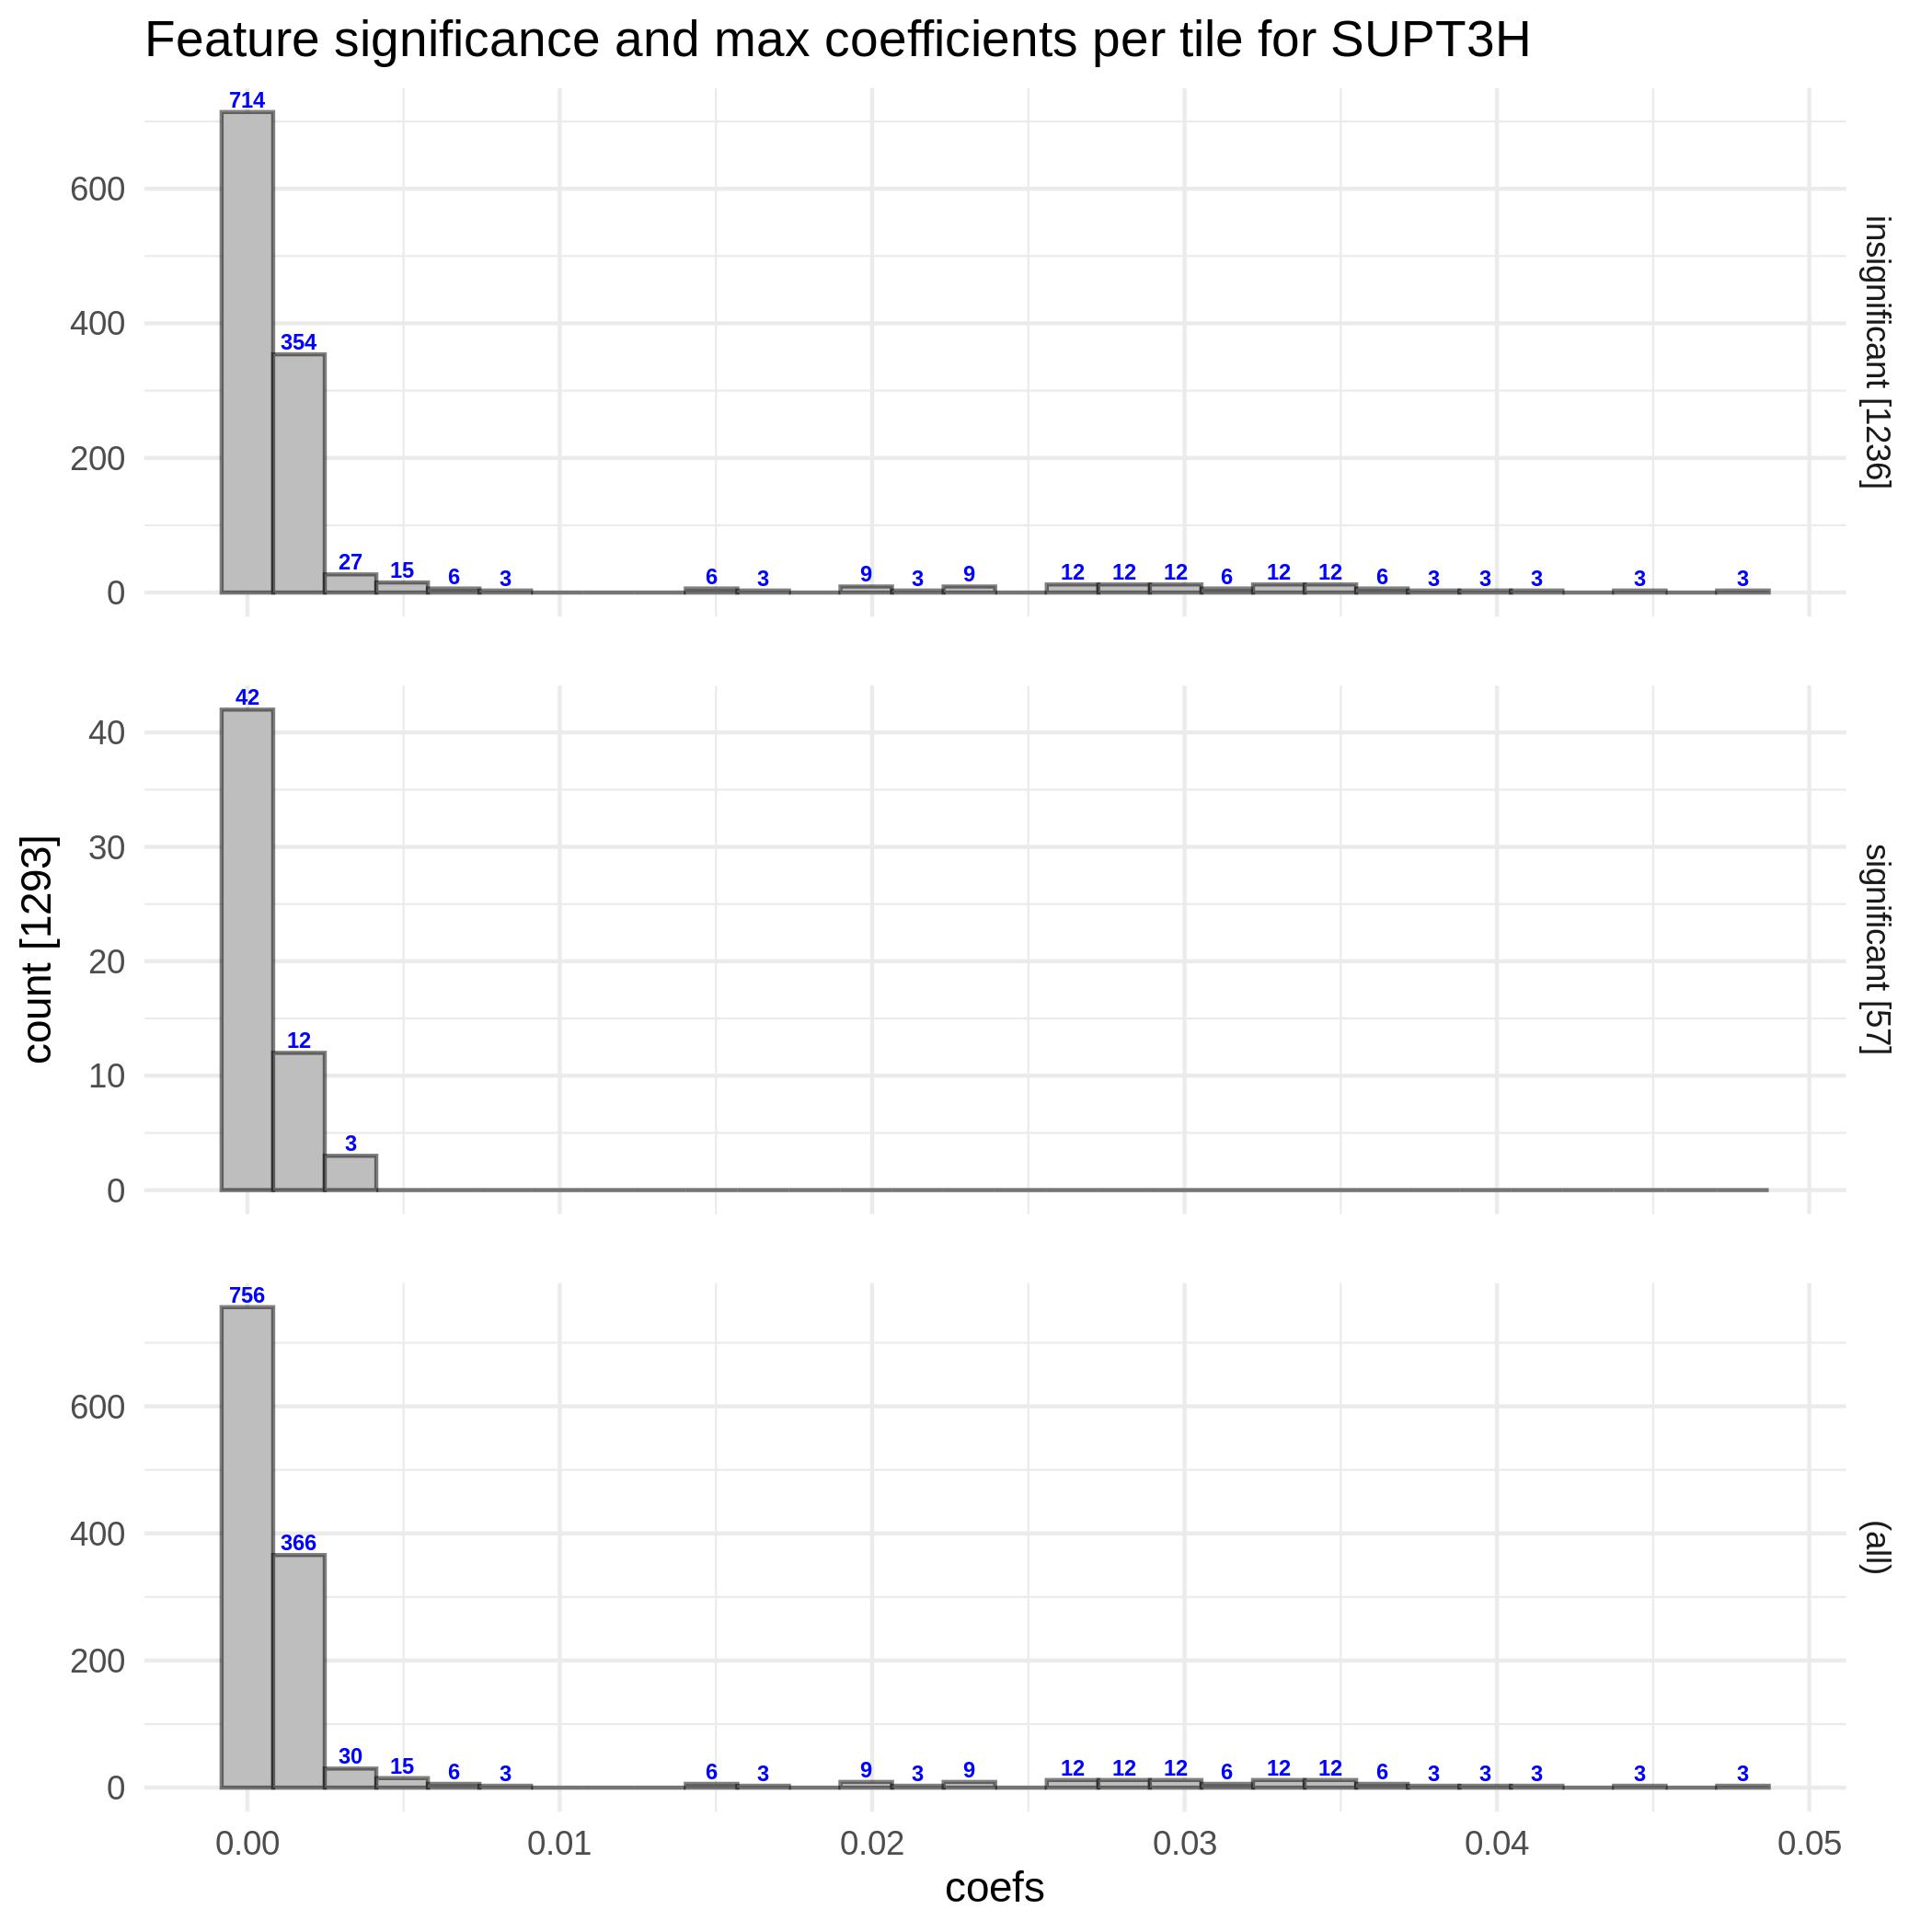 Feature significance and max coefficients per tile for SUPT3H
714
600
354
400
200
27 15 6 3 6 3 9 3 9 12 12 12 6 12 12 6 3 3 3 3 3
0
insignificant [1236]
42
40
30
20
12
10
3
0
significant [57]
count [1293]
756
600
366
400
200
30 15 6 3 6 3 9 3 9 12 12 12 6 12 12 6 3 3 3 3 3
0
(all)
0.00 0.01 0.02 0.03 0.04 0.05
coefs